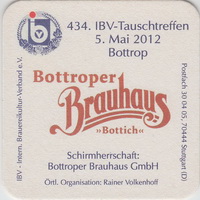 434. IBV-Tauschtreffen
5. Mai 2012
Bottrop
Bottroper
Brauhaus
»Bottich«
Schirmherrschaft:
Bottroper Brauhaus GmbH
Örtl. Organisation: Rainer Volkenhoff
IBV - Intern. Brauereikultur-Verband e.V.
Postfach 30 04 05, 70444 Stuttgart (D)